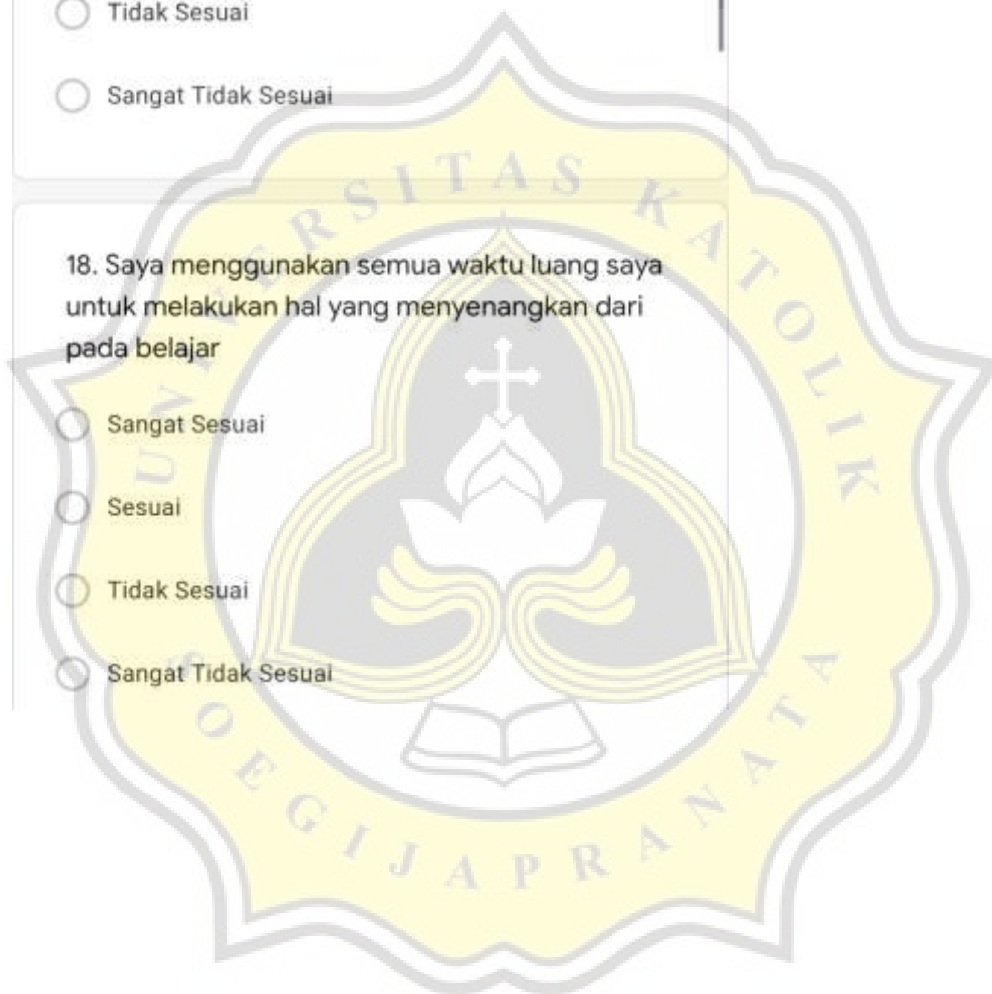 Tidak Sesuai
Sangat Tidak Sesuai
18. Saya menggunakan semua waktu luang saya
untuk melakukan hal yang menyenangkan dari
pada belajar
Sangat Sesuai
Sesuai
Tidak Sesuai
Sangat Tidak Sesuai
UNIVERSITAS KATOLIK
SOEGIJAPRANATA